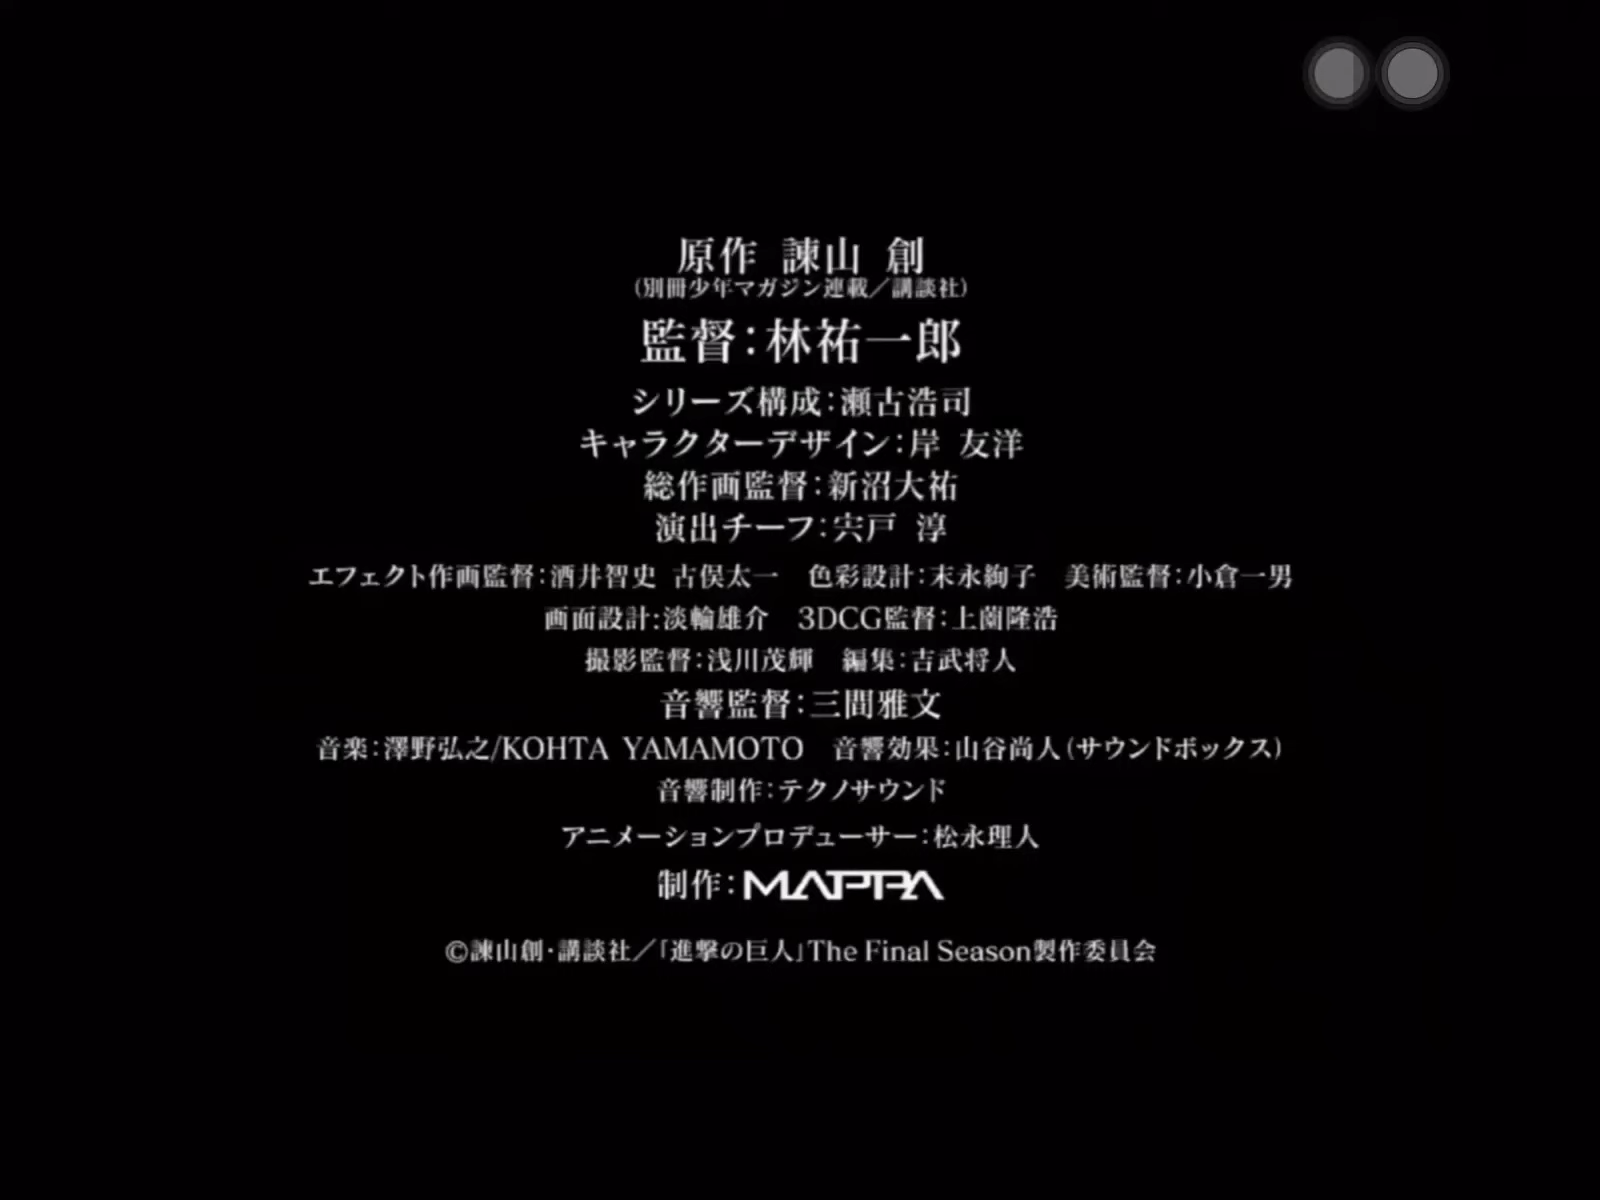 原作 諫山 創
(別冊少年マガジン連載／講談社)
監督:林祐一郎
シリーズ構成:瀬古浩司
キャラクターデザイン:岸 友洋
総作画監督:新沼大祐
演出チーフ:宍戸 淳
エフェクト作画監督:酒井智史 古俣太一 色彩設計:末永絢子 美術監督:小倉一男
画面設計:淡輪雄介 3DCG監督:上薗隆浩
撮影監督:浅川茂輝 編集:吉武将人
音響監督:三間雅文
音楽:澤野弘之/KOHTA YAMAMOTO 音響効果:山谷尚人(サウンドボックス)
音響制作:テクノサウンド
アニメーションプロデューサー:松永理人
制作:MAPPA
©諫山創・講談社／「進撃の巨人」The Final Season製作委員会